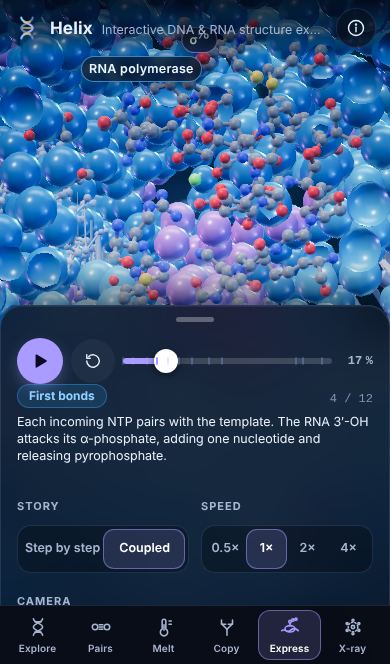 Helix Interactive DNA & RNA structure ex...
0%
RNA polymerase
17 %
First bonds
4 / 12
Each incoming NTP pairs with the template. The RNA 3′-OH
attacks its α-phosphate, adding one nucleotide and
releasing pyrophosphate.
STORY
SPEED
Step by step Coupled
0.5× 1× 2× 4×
CAMERA
Explore Pairs Melt Copy Express X-ray